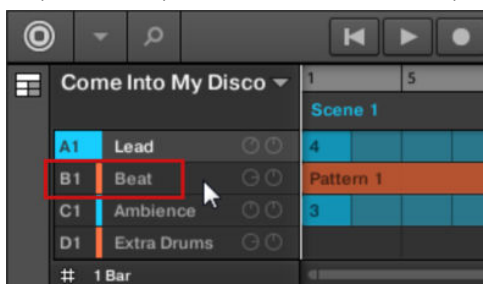 Come Into My Disco
1 5
Scene 1
A1 Lead 4
B1 Beat Pattern 1
C1 Ambience 3
D1 Extra Drums
# 1 Bar